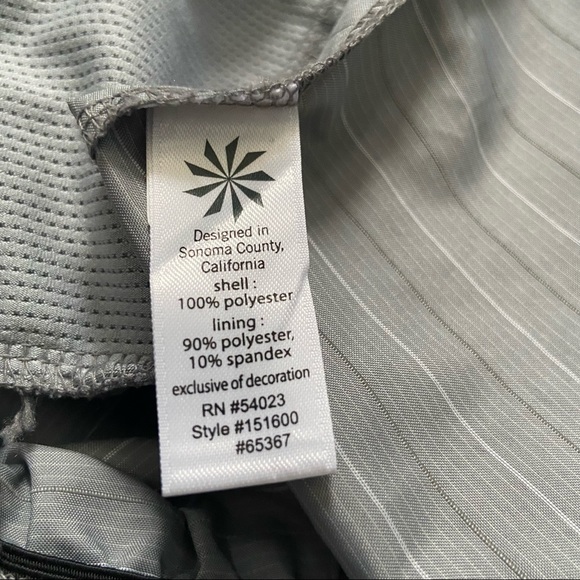 Designed in
Sonoma County,
California
shell :
100% polyester
lining :
90% polyester,
10% spandex
exclusive of decoration
RN #54023
Style #151600
#65367